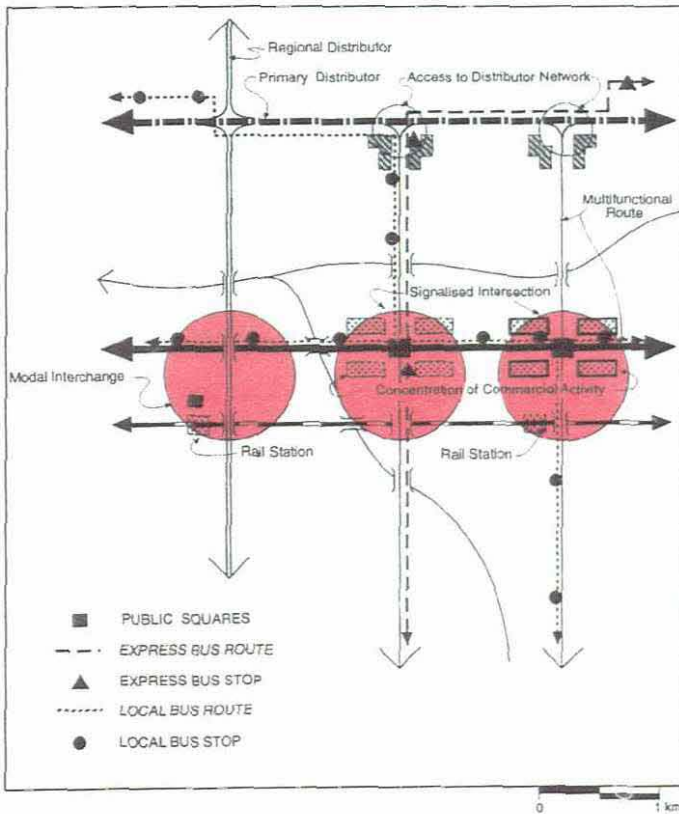 Regional Distributor
Primary Distributor
Access to Distributor Network
Multifunctional
Route
Signalised Intersection
Modal Interchange
Concentration of Commercial Activity
Rail Station
Rail Station
PUBLIC SQUARES
EXPRESS BUS ROUTE
EXPRESS BUS STOP
LOCAL BUS ROUTE
LOCAL BUS STOP
0 1 km